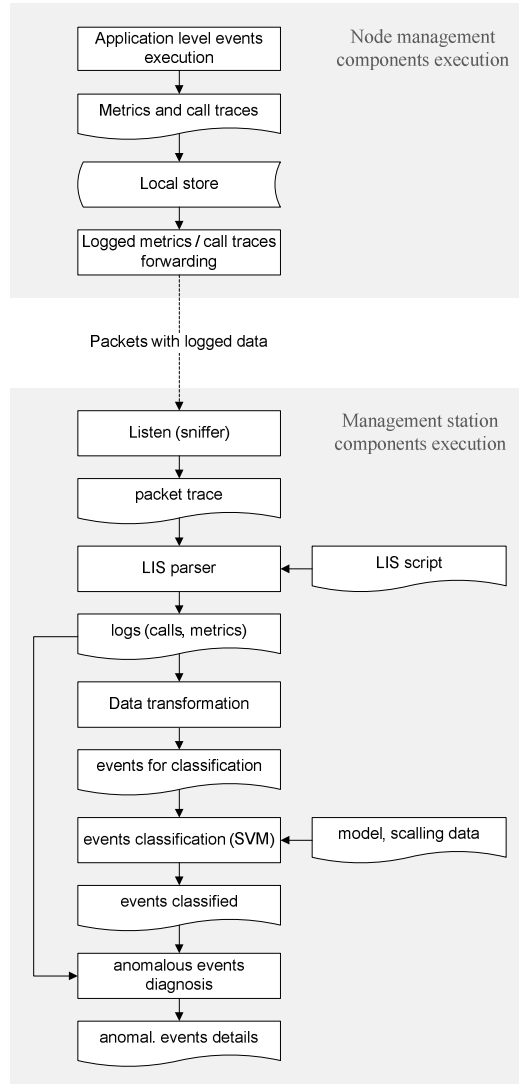 Application level events
execution
Node management
components execution
Metrics and call traces
Local store
Logged metrics / call traces
forwarding
Packets with logged data
Listen (sniffer)
Management station
components execution
packet trace
LIS parser
LIS script
logs (calls, metrics)
Data transformation
events for classification
events classification (SVM)
model, scalling data
events classified
anomalous events
diagnosis
anomal. events details